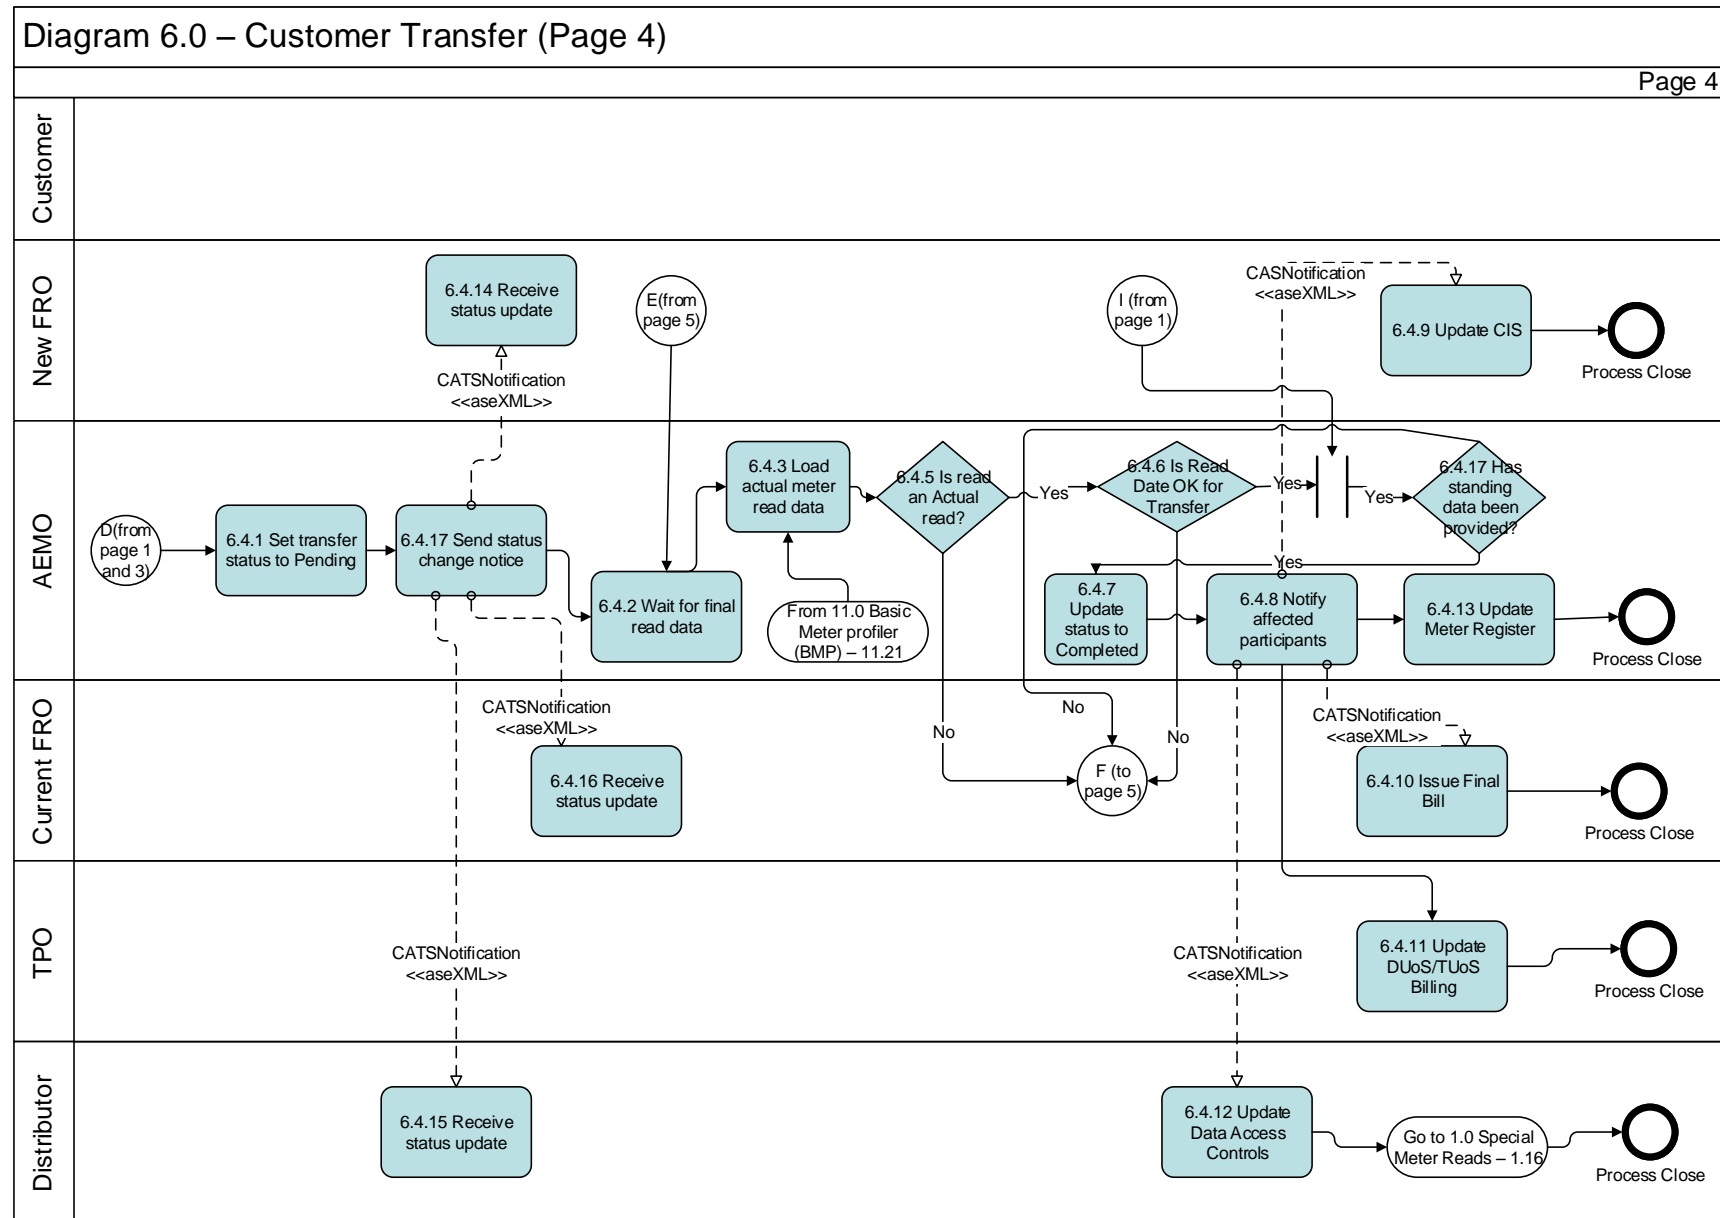 Diagram 6.0 – Customer Transfer (Page 4)
Page 4
Customer
New FRO
6.4.14 Receive
status update
CATSNotification
<<aseXML>>
E(from
page 5)
I (from
page 1)
CASNotification
<<aseXML>>
6.4.9 Update CIS
Process Close
AEMO
D(from
page 1
and 3)
6.4.1 Set transfer
status to Pending
6.4.17 Send status
change notice
6.4.2 Wait for final
read data
6.4.3 Load
actual meter
read data
From 11.0 Basic
Meter profiler
(BMP) – 11.21
6.4.5 Is read
an Actual
read?
Yes
6.4.6 Is Read
Date OK for
Transfer
Yes
Yes
6.4.17 Has
standing
data been
provided?
Yes
6.4.7
Update
status to
Completed
6.4.8 Notify
affected
participants
6.4.13 Update
Meter Register
Process Close
Current FRO
CATSNotification
<<aseXML>>
6.4.16 Receive
status update
No
No
No
F (to
page 5)
CATSNotification
<<aseXML>>
6.4.10 Issue Final
Bill
Process Close
TPO
CATSNotification
<<aseXML>>
CATSNotification
<<aseXML>>
6.4.11 Update
DUoS/TUoS
Billing
Process Close
Distributor
6.4.15 Receive
status update
6.4.12 Update
Data Access
Controls
Go to 1.0 Special
Meter Reads – 1.16
Process Close